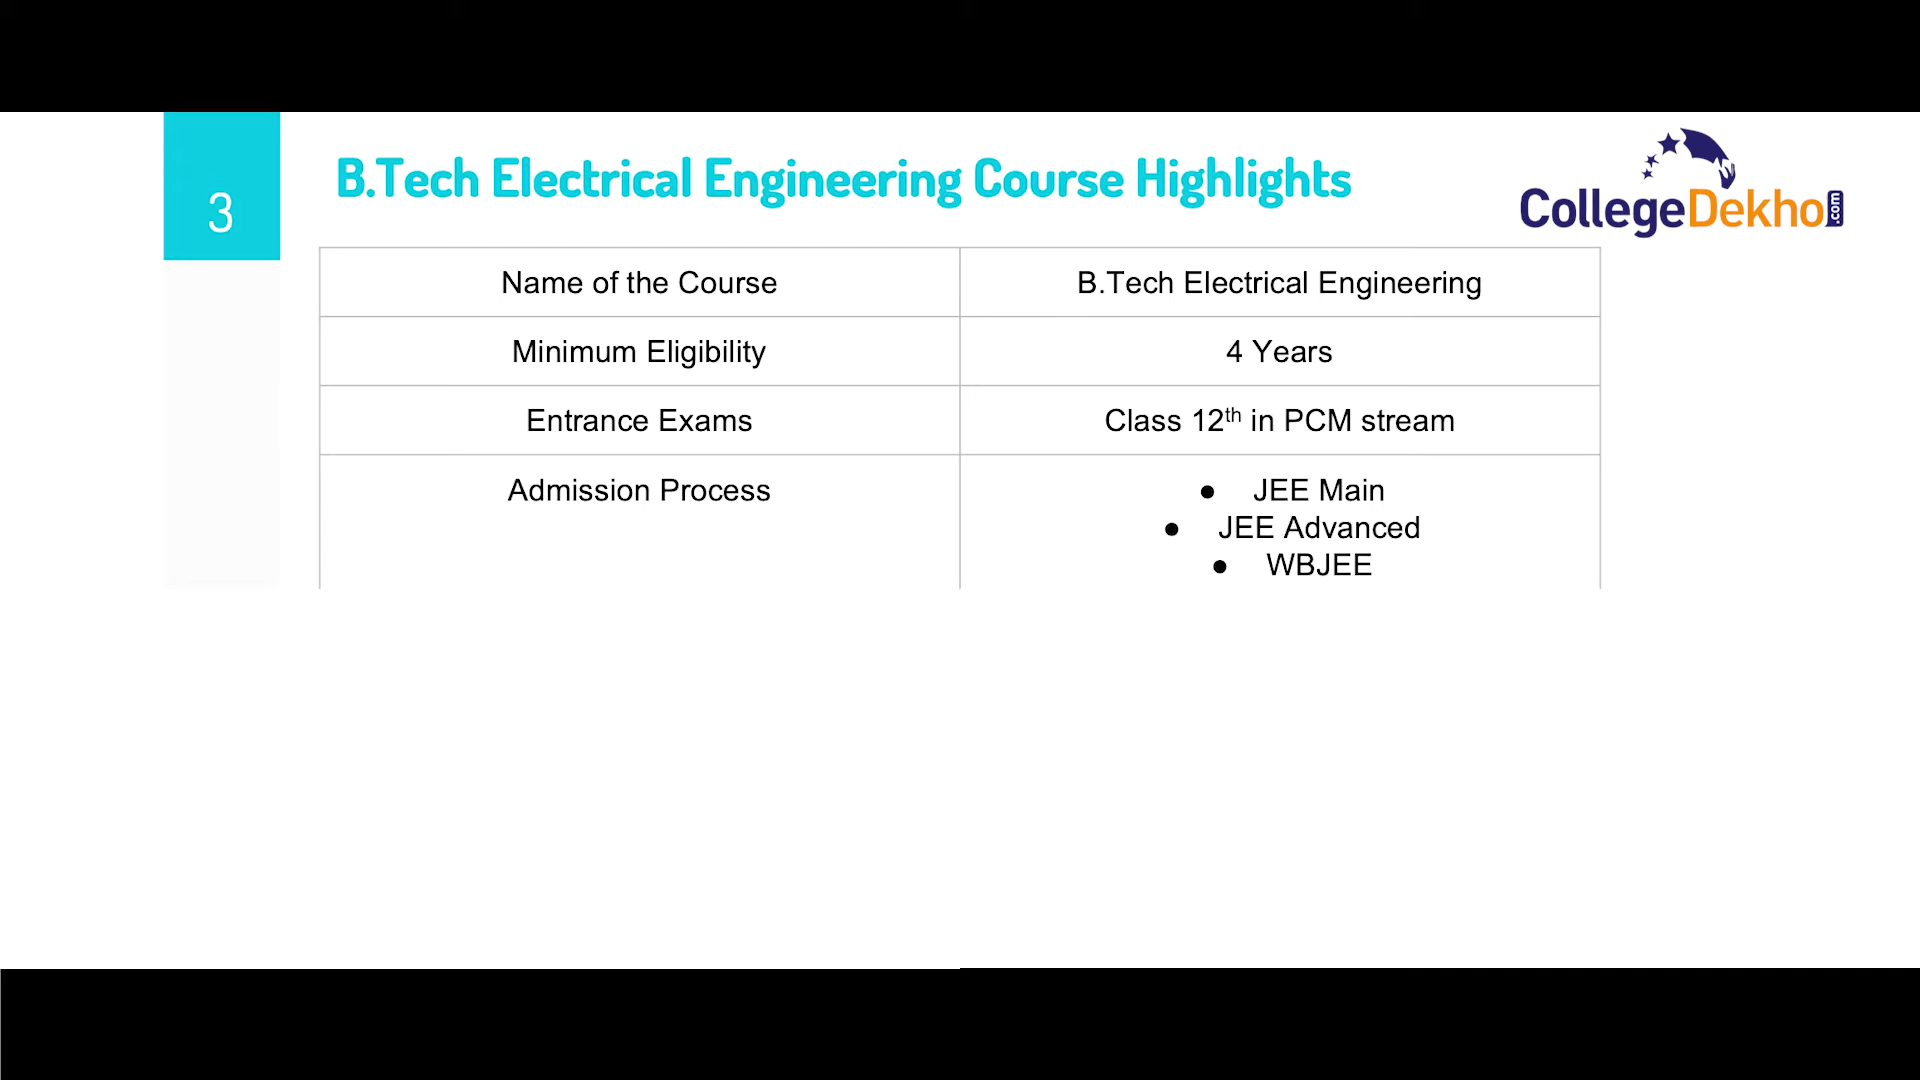 3
B.Tech Electrical Engineering Course Highlights
CollegeDekho.com
Name of the Course B.Tech Electrical Engineering
Minimum Eligibility 4 Years
Entrance Exams Class 12th in PCM stream
Admission Process ● JEE Main
● JEE Advanced
● WBJEE